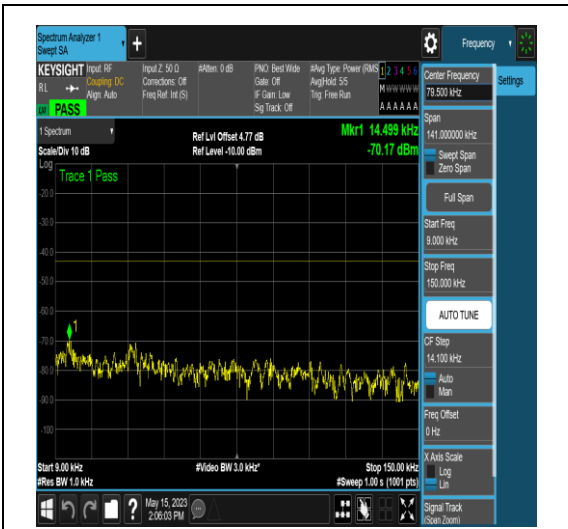 Spectrum Analyzer 1
Swept SA
+
Frequency
KEYSIGHT
RL
PASS
Input: RF
Coupling: DC
Align: Auto
Input Z: 50 Ω
Corrections: Off
Freq Ref: Int (S)
#Atten: 0 dB
PNO: Best Wide
Gate: Off
IF Gain: Low
Sig Track: Off
#Avg Type: Power (RMS
Avg|Hold: 5/5
Trig: Free Run
1 2 3 4 5 6
M W W W W W
A A A A A A
1 Spectrum
Scale/Div 10 dB
Ref Lvl Offset 4.77 dB
Ref Level -10.00 dBm
Mkr1 14.499 kHz
-70.17 dBm
Log
Trace 1 Pass
-20.0
-30.0
-40.0
-50.0
-60.0
-70.0
-80.0
-90.0
-100
1
Start 9.00 kHz
#Res BW 1.0 kHz
#Video BW 3.0 kHz*
Stop 150.00 kHz
#Sweep 1.00 s (1001 pts)
Center Frequency
79.500 kHz
Settings
Span
141.000000 kHz
Swept Span
Zero Span
Full Span
Start Freq
9.000 kHz
Stop Freq
150.000 kHz
AUTO TUNE
CF Step
14.100 kHz
Auto
Man
Freq Offset
0 Hz
X Axis Scale
Log
Lin
Signal Track
(Span Zoom)
?
May 15, 2023
2:06:03 PM